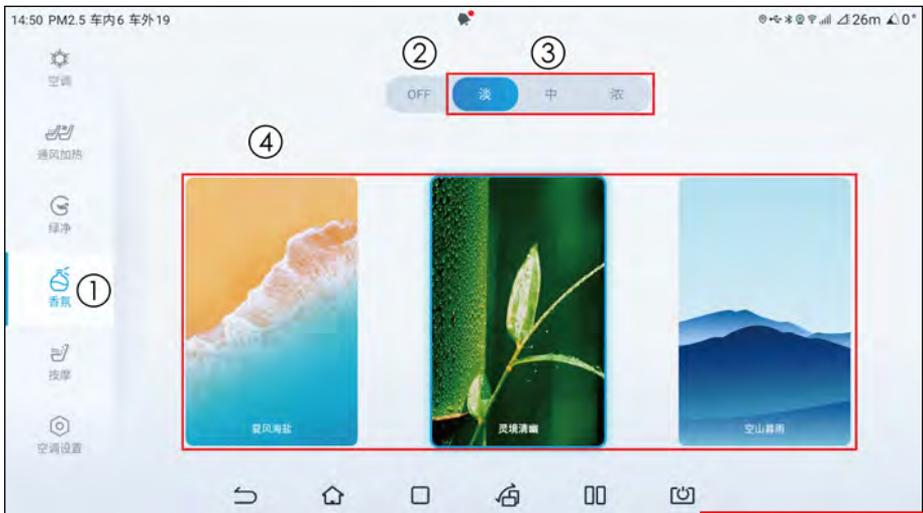 14:50 PM2.5 车内6 车外19
26m 0°
空调
② ③
OFF 淡 中 浓
通风加热
④
绿净
香氛 ①
按摩
夏风海盐 灵境清幽 空山暮雨
空调设置